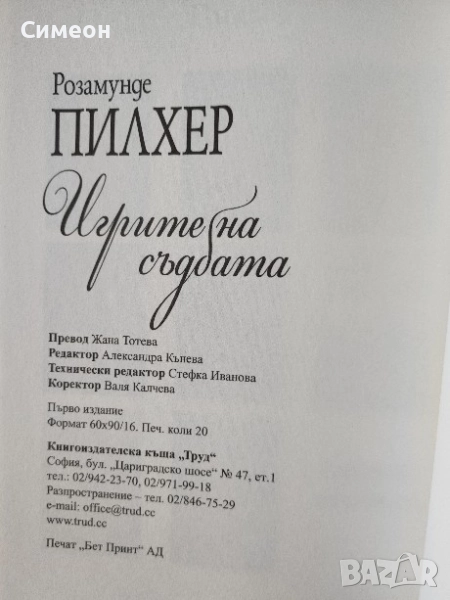 Симеон
Розамунде
ПИЛХЕР
Игрите на
съдбата
Превод Жана Тотева
Редактор Александра Кънева
Технически редактор Стефка Иванова
Коректор Валя Калчева
Първо издание
Формат 60x90/16. Печ. коли 20
Книгоиздателска къща „Труд“
София, бул. „Цариградско шосе“ № 47, ет.1
тел.: 02/942-23-70, 02/971-99-18
Разпространение – тел. 02/846-75-29
e-mail: office@trud.cc
www.trud.cc
Печат „Бет Принт“ АД
BAZAR
.bg